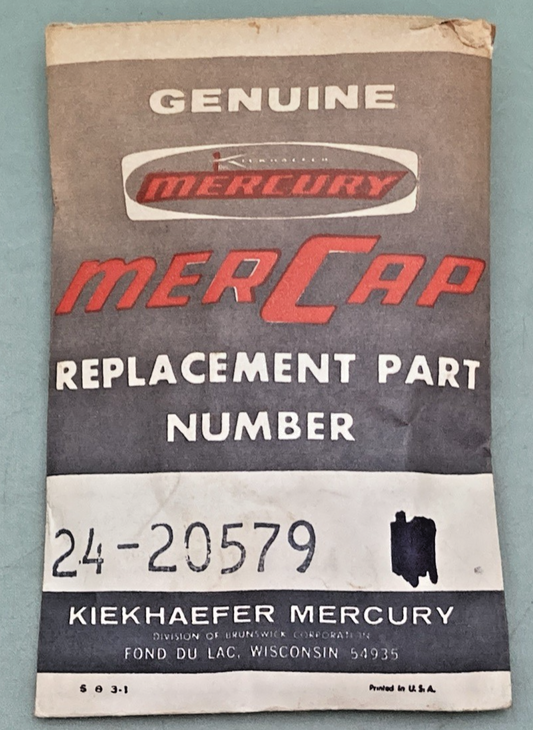 GENUINE
KIEKHAEFER
MERCURY
MERCAP
REPLACEMENT PART
NUMBER
24-20579
KIEKHAEFER MERCURY
DIVISION OF BRUNSWICK CORPORATION
FOND DU LAC, WISCONSIN 54935
S θ 3-1 Printed in U.S.A.